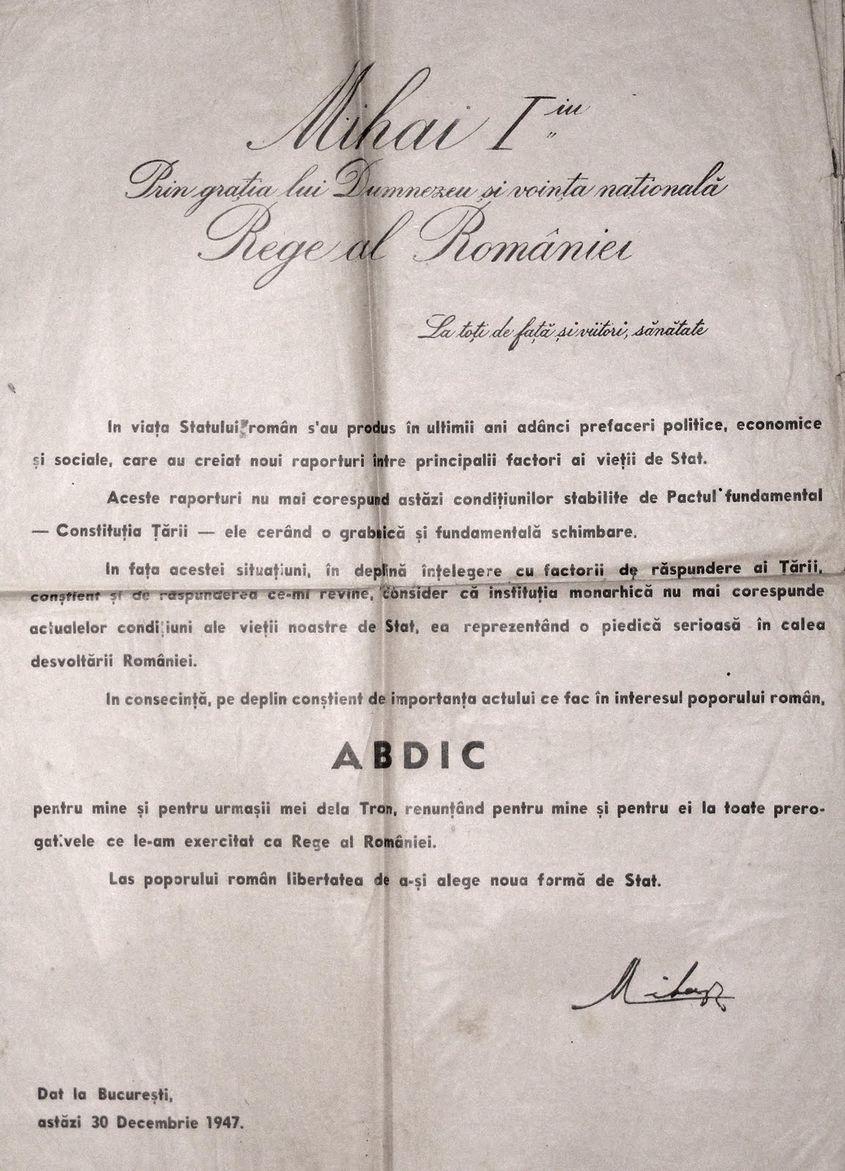 Mihai I iu
Prin grația lui Dumnezeu și voința națională
Rege al României
La toți de față și viitori, sănătate
In viața Statului român s'au produs în ultimii ani adânci prefaceri politice, economice
și sociale, care au creiat noui raporturi între principalii factori ai vieții de Stat.
Aceste raporturi nu mai corespund astăzi condițiunilor stabilite de Pactul fundamental
— Constituția Țării — ele cerând o grabnică și fundamentală schimbare.
In fața acestei situațiuni, în deplină înțelegere cu factorii de răspundere ai Țării,
conștient și de răspunderea ce-mi revine, consider că instituția monarhică nu mai corespunde
actualelor condițiuni ale vieții noastre de Stat, ea reprezentând o piedică serioasă în calea
desvoltării României.
In consecință, pe deplin conștient de importanța actului ce fac în interesul poporului român,
ABDIC
pentru mine și pentru urmașii mei dela Tron, renunțând pentru mine și pentru ei la toate prero-
gativele ce le-am exercitat ca Rege al României.
Las poporului român libertatea de a-și alege noua formă de Stat.
Mihai
Dat la București,
astăzi 30 Decembrie 1947.